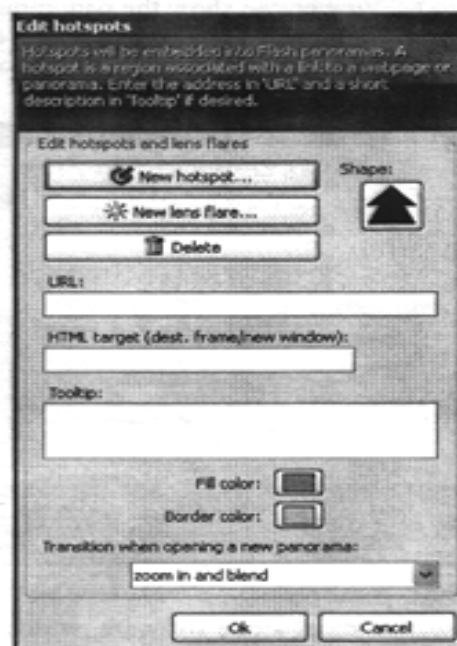 Edit hotspots
Hotspots will be embedded into Flash panoramas. A
hotspot is a region associated with a link to a webpage or
panorama. Enter the address in 'URL' and a short
description in 'Tooltip' if desired.
Edit hotspots and lens flares
New hotspot...
Shape:
New lens flare...
Delete
URL:
HTML target (dest. frame/new window):
Tooltip:
Fill color:
Border color:
Transition when opening a new panorama:
zoom in and blend
Ok
Cancel